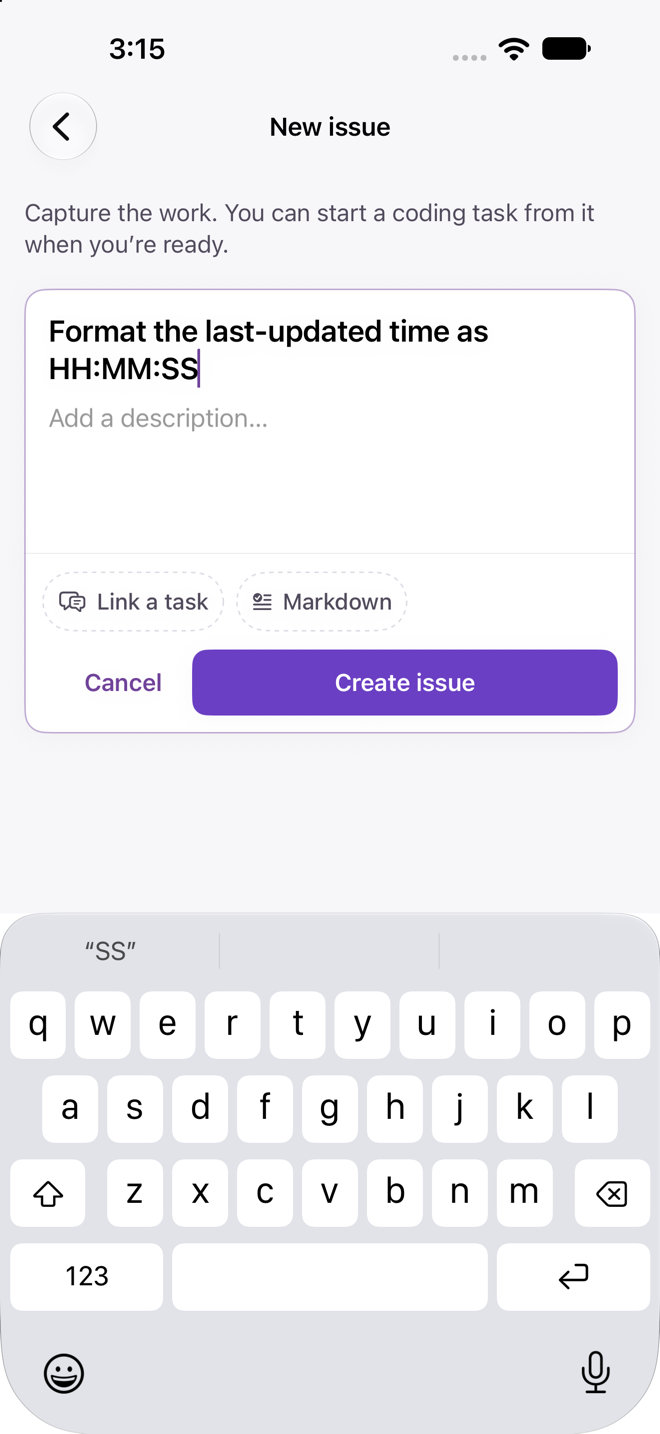 3:15
New issue
Capture the work. You can start a coding task from it
when you’re ready.
Format the last-updated time as
HH:MM:SS
Add a description...
Link a task
Markdown
Cancel
Create issue
“SS”
q w e r t y u i o p
a s d f g h j k l
z x c v b n m
123